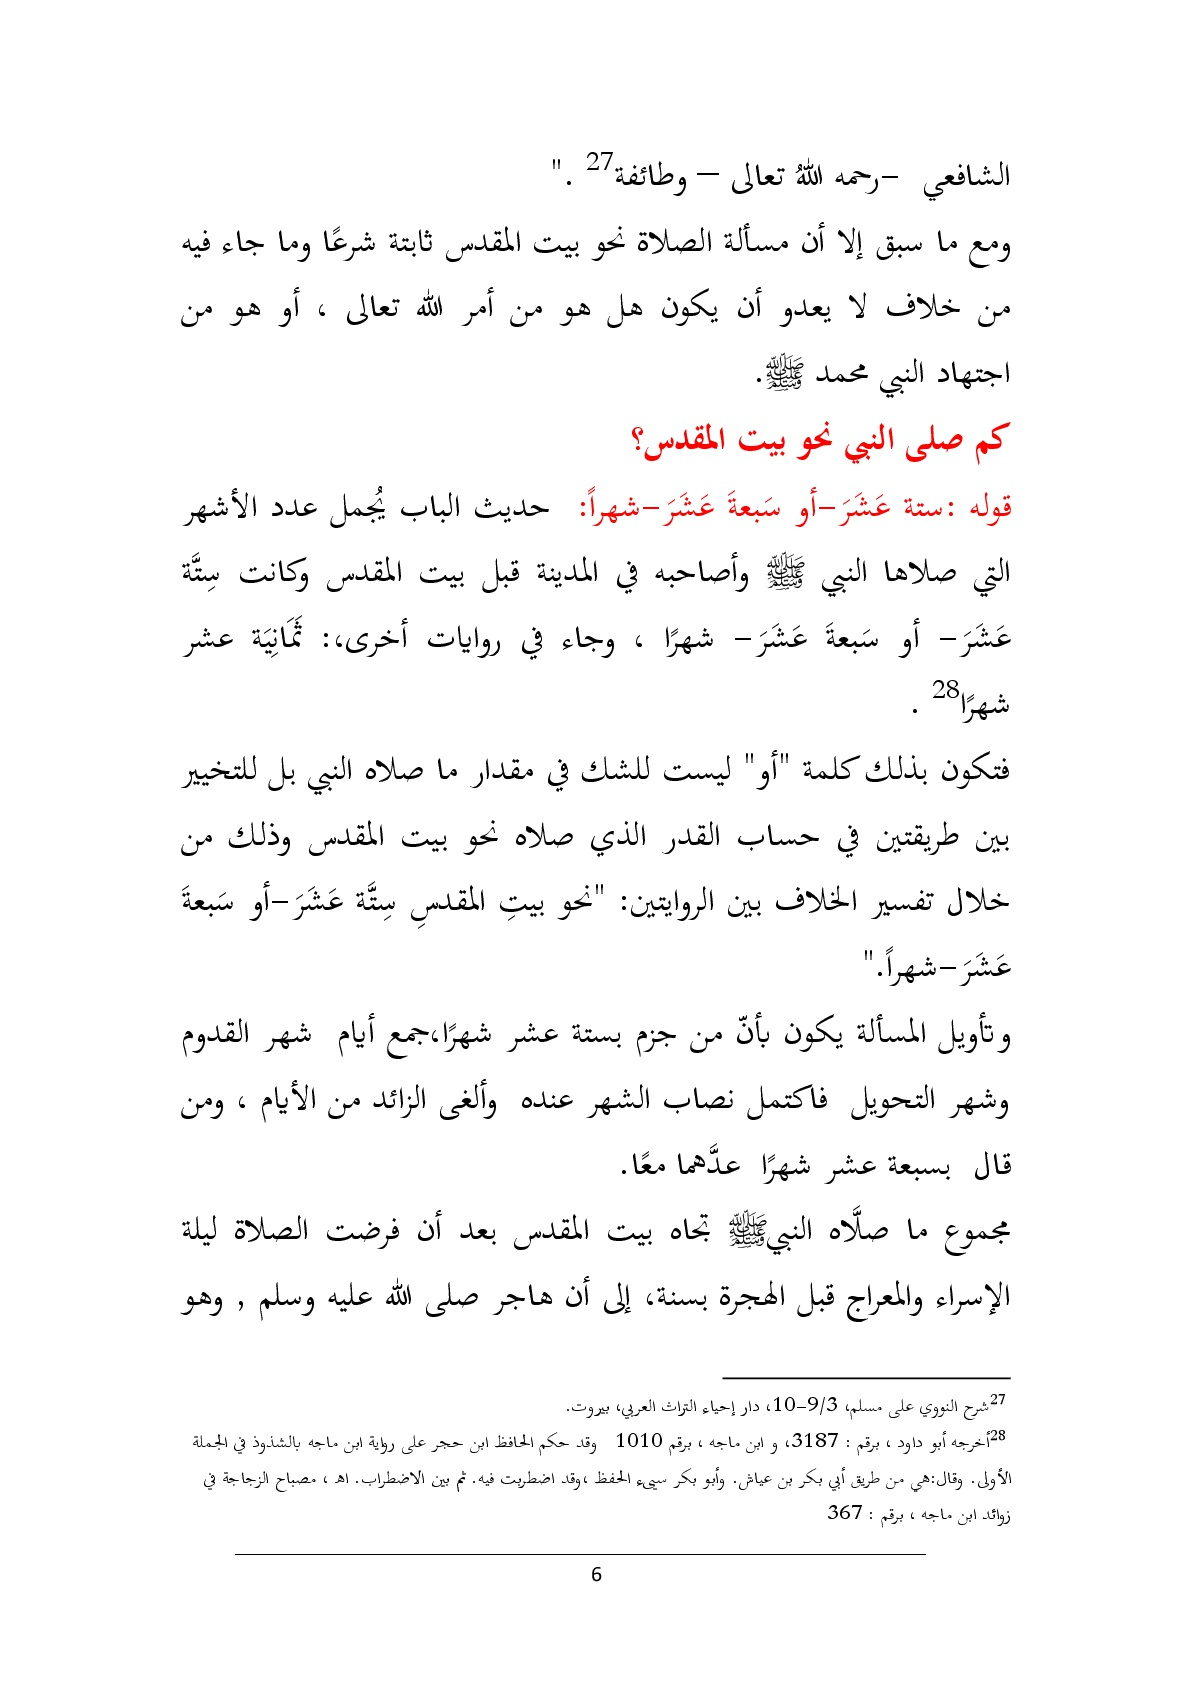 الشافعي –رحمه اللهُ تعالى – وطائفة27 ."
ومع ما سبق إلا أن مسألة الصلاة نحو بيت المقدس ثابتة شرعًا وما جاء فيه
من خلاف لا يعدو أن يكون هل هو من أمر الله تعالى ، أو هو من
اجتهاد النبي محمد ﷺ.
كم صلى النبي نحو بيت المقدس؟
قوله :ستة عَشَرَ–أو سَبعةَ عَشَرَ–شهراً: حديث الباب يُجمل عدد الأشهر
التي صلاها النبي ﷺ وأصاحبه في المدينة قبل بيت المقدس وكانت سِتَّة
عَشَرَ– أو سَبعةَ عَشَرَ– شهرًا ، وجاء في روايات أخرى،: ثَمَانِيَة عشر
شهرًا28 .
فتكون بذلك كلمة "أو" ليست للشك في مقدار ما صلاه النبي بل للتخيير
بين طريقتين في حساب القدر الذي صلاه نحو بيت المقدس وذلك من
خلال تفسير الخلاف بين الروايتين: "نحو بيتِ المقدسِ سِتَّة عَشَرَ–أو سَبعةَ
عَشَرَ–شهراً."
وتأويل المسألة يكون بأنّ من جزم بستة عشر شهرًا،جمع أيام شهر القدوم
وشهر التحويل فاكتمل نصاب الشهر عنده وألغى الزائد من الأيام ، ومن
قال بسبعة عشر شهرًا عدَّهما معًا.
مجموع ما صلَّاه النبيﷺ تجاه بيت المقدس بعد أن فرضت الصلاة ليلة
الإسراء والمعراج قبل الهجرة بسنة، إلى أن هاجر صلى الله عليه وسلم , وهو
27شرح النووي على مسلم، 9/3–10، دار إحياء التراث العربي، بيروت.
28أخرجه أبو داود ، برقم : 3187، و ابن ماجه ، برقم 1010 وقد حكم الحافظ ابن حجر على رواية ابن ماجه بالشذوذ في الجملة
الأولى. وقال:هي من طريق أبي بكر بن عياش. وأبو بكر سيىء الحفظ ،وقد اضطربت فيه. ثم بين الاضطراب. اهـ ، مصباح الزجاجة في
زوائد ابن ماجه ، برقم : 367
6